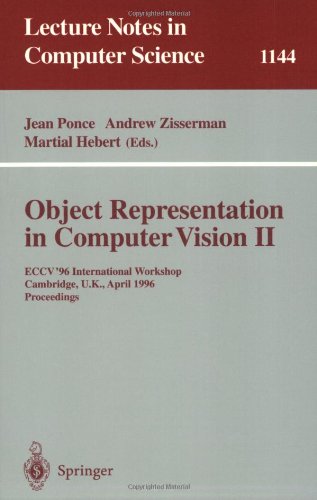 Lecture Notes in
Computer Science 1144
Jean Ponce Andrew Zisserman
Martial Hebert (Eds.)
Object Representation
in Computer Vision II
ECCV '96 International Workshop
Cambridge, U.K., April 1996
Proceedings
Springer